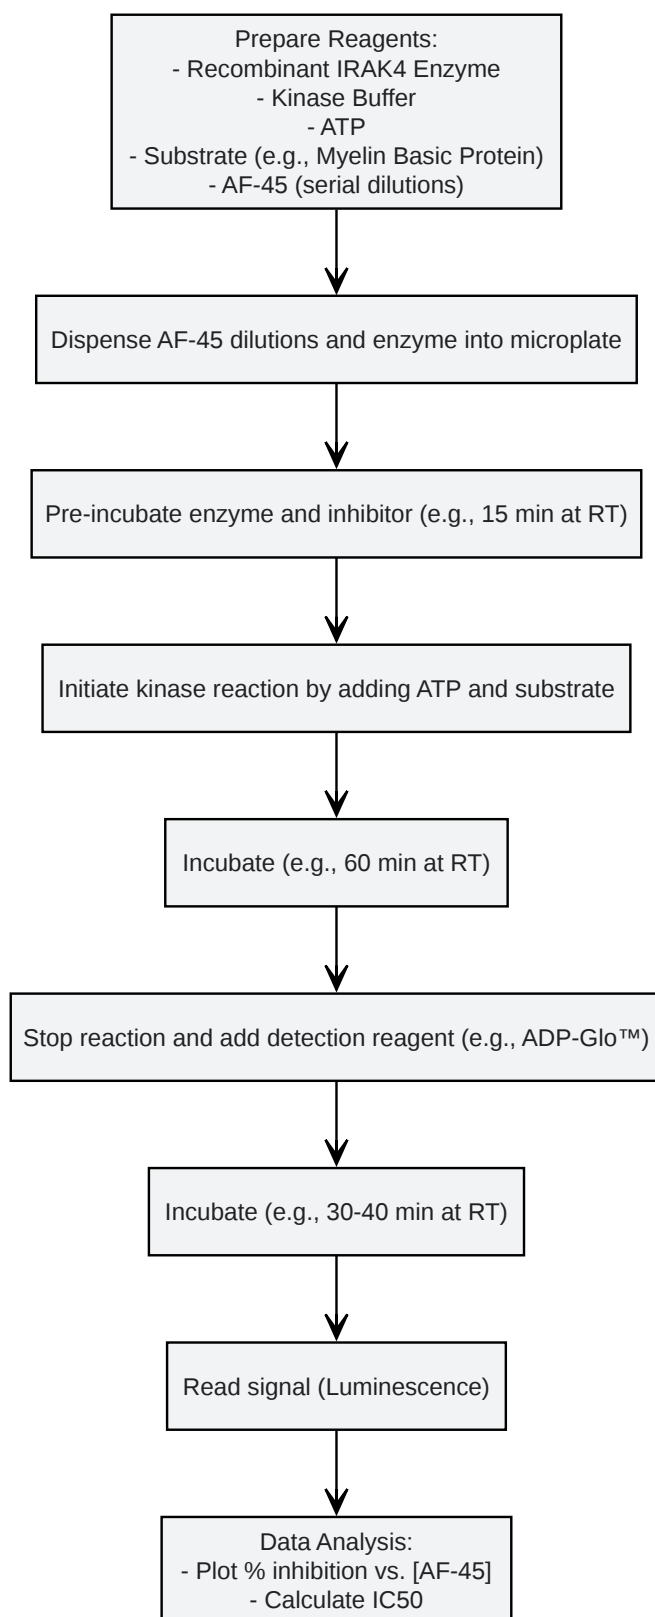 Prepare Reagents:
- Recombinant IRAK4 Enzyme
- Kinase Buffer
- ATP
- Substrate (e.g., Myelin Basic Protein)
- AF-45 (serial dilutions)
Dispense AF-45 dilutions and enzyme into microplate
Pre-incubate enzyme and inhibitor (e.g., 15 min at RT)
Initiate kinase reaction by adding ATP and substrate
Incubate (e.g., 60 min at RT)
Stop reaction and add detection reagent (e.g., ADP-Glo™)
Incubate (e.g., 30-40 min at RT)
Read signal (Luminescence)
Data Analysis:
- Plot % inhibition vs. [AF-45]
- Calculate IC50